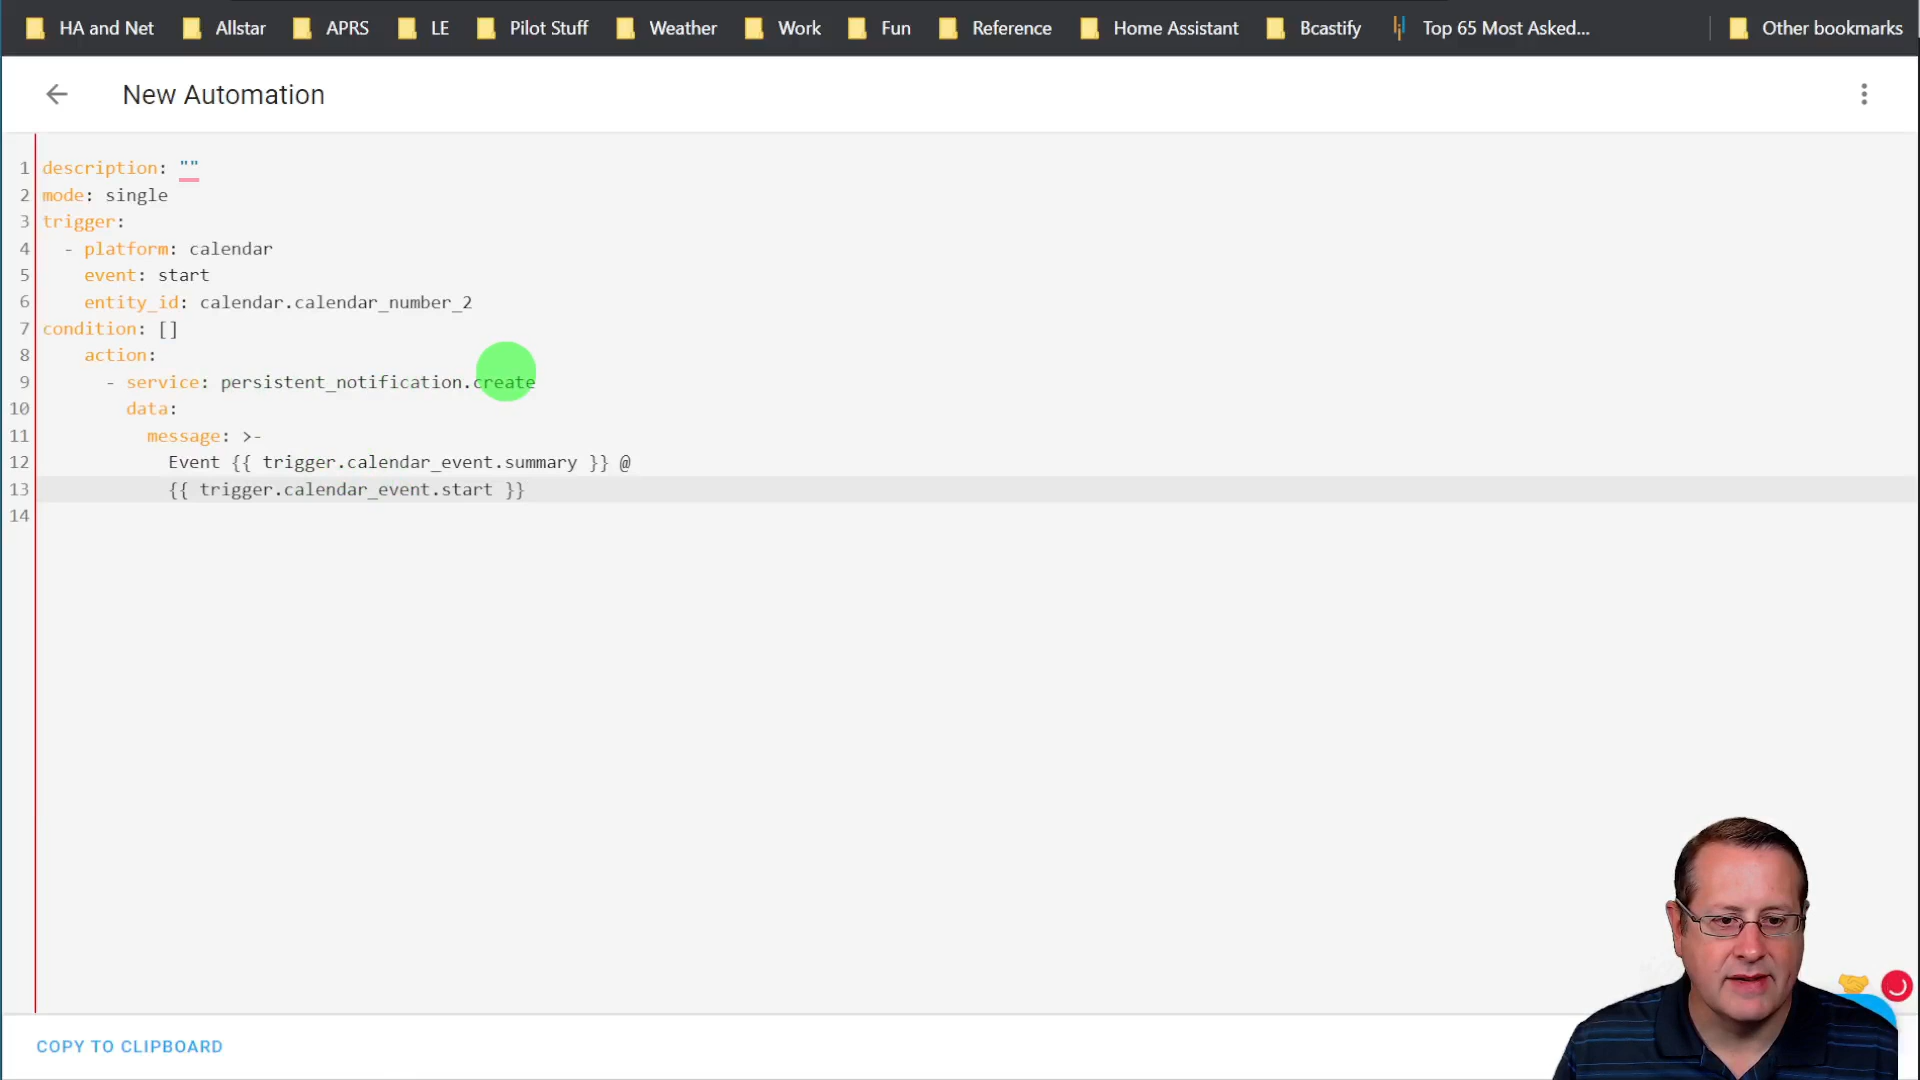 HA and Net Allstar APRS LE Pilot Stuff Weather Work Fun Reference Home Assistant Bcastify Top 65 Most Asked... Other bookmarks
New Automation
1 description: ""
2 mode: single
3 trigger:
4   - platform: calendar
5     event: start
6     entity_id: calendar.calendar_number_2
7 condition: []
8     action:
9       - service: persistent_notification.create
10         data:
11           message: >-
12             Event {{ trigger.calendar_event.summary }} @
13             {{ trigger.calendar_event.start }}
14
COPY TO CLIPBOARD